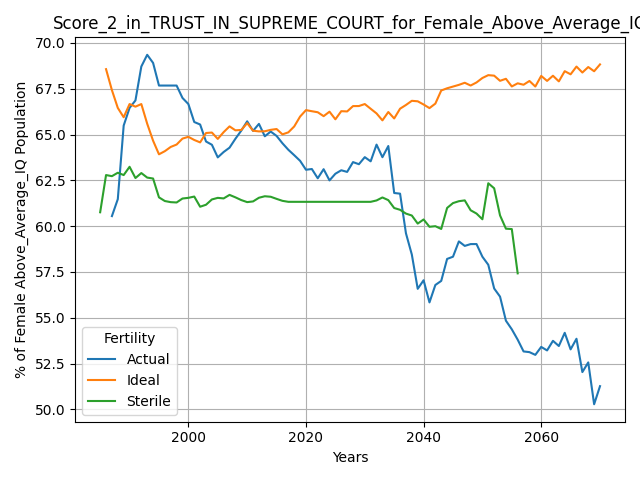 Score_2_in_TRUST_IN_SUPREME_COURT_for_Female_Above_Average_IQ
70.0
67.5
65.0
62.5
60.0
57.5
55.0
52.5
50.0
% of Female Above_Average_IQ Population
Fertility
Actual
Ideal
Sterile
2000 2020 2040 2060
Years